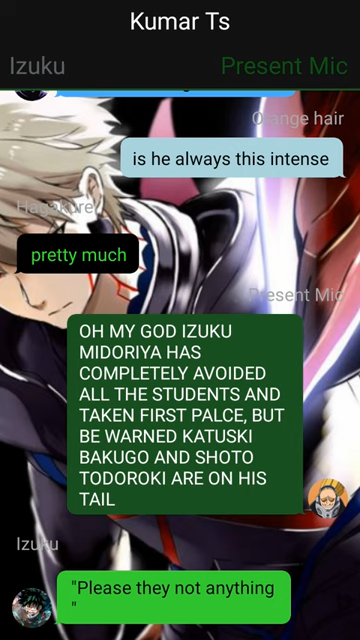 Kumar Ts
Izuku
Present Mic
Orange hair
is he always this intense
Hagakure
pretty much
Present Mic
OH MY GOD IZUKU
MIDORIYA HAS
COMPLETELY AVOIDED
ALL THE STUDENTS AND
TAKEN FIRST PALCE, BUT
BE WARNED KATUSKI
BAKUGO AND SHOTO
TODOROKI ARE ON HIS
TAIL
Izuku
"Please they not anything
"